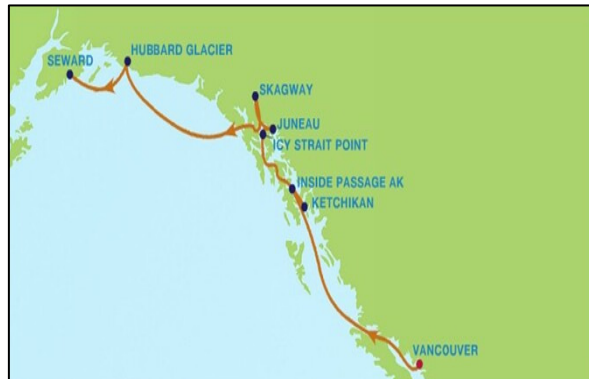 HUBBARD GLACIER
SEWARD
SKAGWAY
JUNEAU
ICY STRAIT POINT
INSIDE PASSAGE AK
KETCHIKAN
VANCOUVER